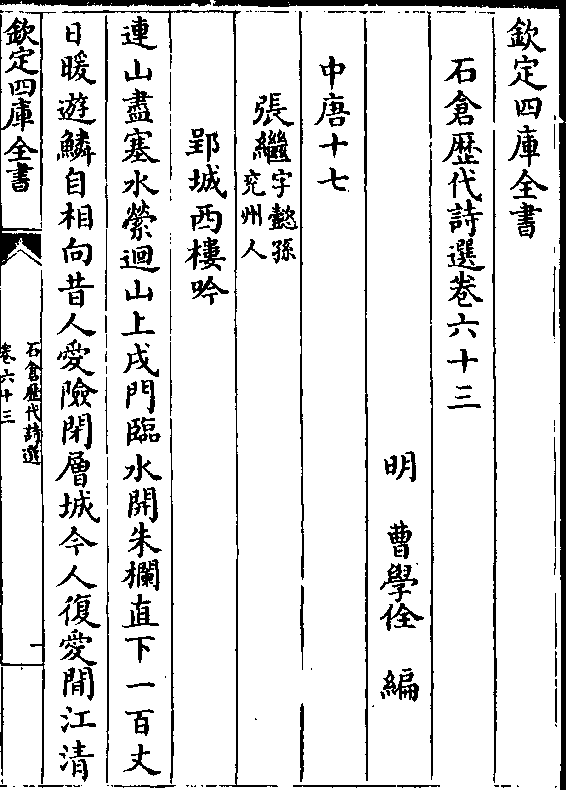 欽定四庫全書
石倉歴代詩選卷六十三
明 曹學佺 編
中唐十七
張繼字懿孫
兖州人
郢城西樓吟
連山盡塞水縈迴山上戍門臨水開朱欄直下一百丈
日暖遊鱗自相向昔人愛險閉層城今人復愛閒江清
欽定四庫全書
石倉歴代詩選
卷六十三
一